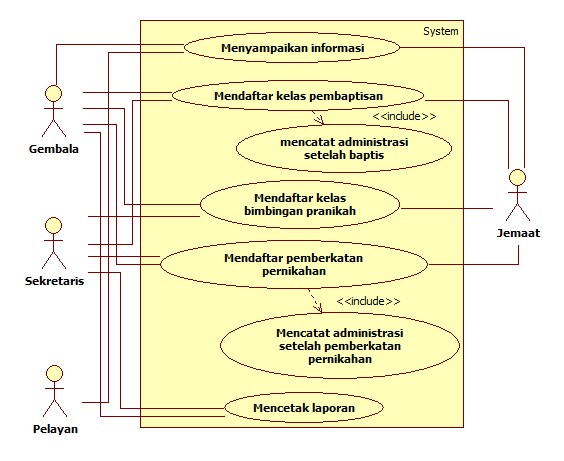 System
Menyampaikan informasi
Mendaftar kelas pembaptisan
<<include>>
mencatat administrasi
setelah baptis
Gembala
Mendaftar kelas
bimbingan pranikah
Jemaat
Mendaftar pemberkatan
pernikahan
Sekretaris
<<include>>
Mencatat administrasi
setelah pemberkatan
pernikahan
Mencetak laporan
Pelayan